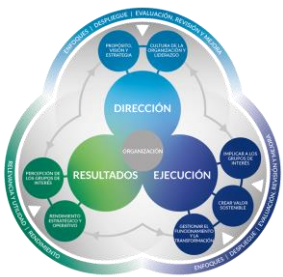 ENFOQUES | DESPLIEGUE | EVALUACIÓN, REVISIÓN Y MEJORA
PROPÓSITO,
VISIÓN Y
ESTRATEGIA
CULTURA DE LA
ORGANIZACIÓN Y
LIDERAZGO
DIRECCIÓN
ORGANIZACIÓN
RESULTADOS
EJECUCIÓN
PERCEPCIÓN DE
LOS GRUPOS DE
INTERÉS
RENDIMIENTO
ESTRATÉGICO Y
OPERATIVO
IMPLICAR A LOS
GRUPOS DE
INTERÉS
CREAR VALOR
SOSTENIBLE
GESTIONAR EL
FUNCIONAMIENTO
Y LA
TRANSFORMACIÓN
RELEVANCIA Y UTILIDAD | RENDIMIENTO
ENFOQUES | DESPLIEGUE | EVALUACIÓN, REVISIÓN Y MEJORA